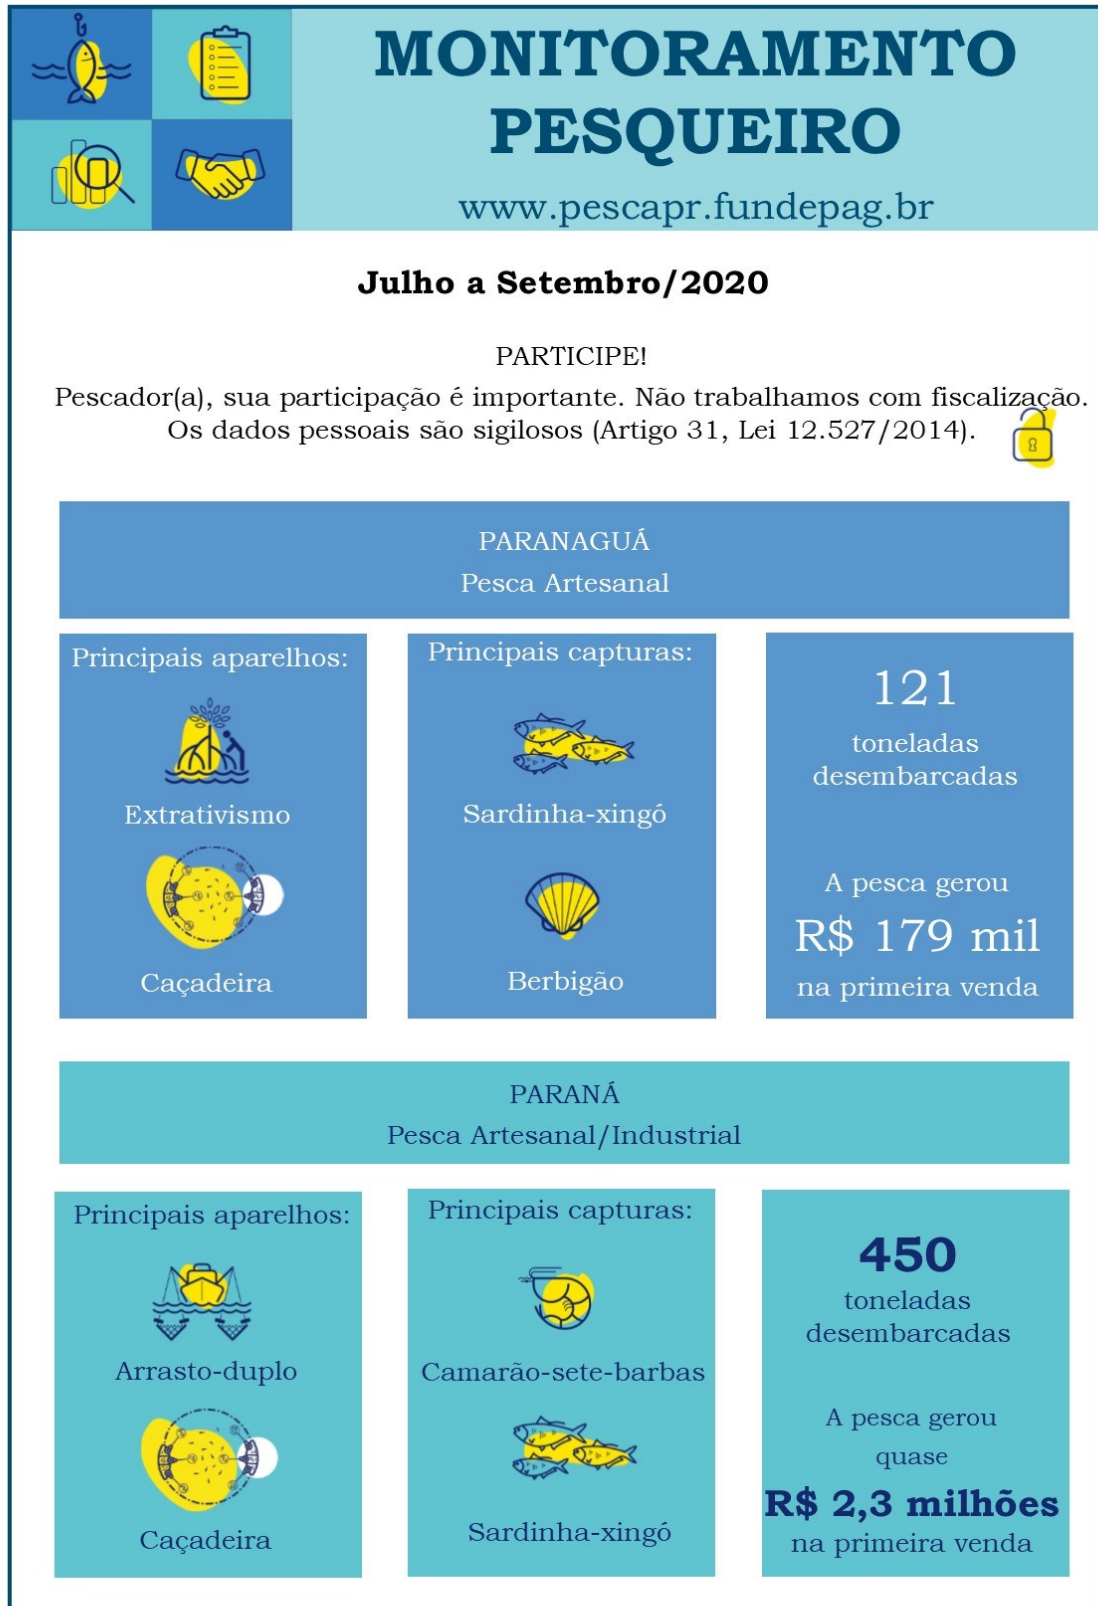 MONITORAMENTO
PESQUEIRO
www.pescapr.fundepag.br
Julho a Setembro/2020
PARTICIPE!
Pescador(a), sua participação é importante. Não trabalhamos com fiscalização.
Os dados pessoais são sigilosos (Artigo 31, Lei 12.527/2014).
PARANAGUÁ
Pesca Artesanal
Principais aparelhos:
Extrativismo
Caçadeira
Principais capturas:
Sardinha-xingó
Berbigão
121
toneladas
desembarcadas
A pesca gerou
R$ 179 mil
na primeira venda
PARANÁ
Pesca Artesanal/Industrial
Principais aparelhos:
Arrasto-duplo
Caçadeira
Principais capturas:
Camarão-sete-barbas
Sardinha-xingó
450
toneladas
desembarcadas
A pesca gerou
quase
R$ 2,3 milhões
na primeira venda